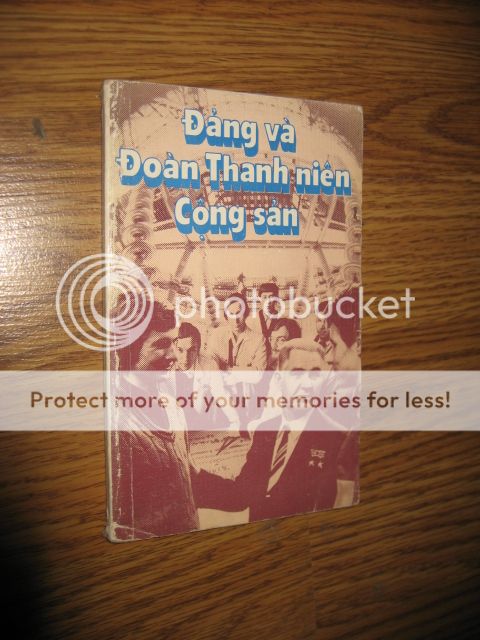 Đảng và
Đoàn Thanh niên
Cộng sản
photobucket
Protect more of your memories for less!